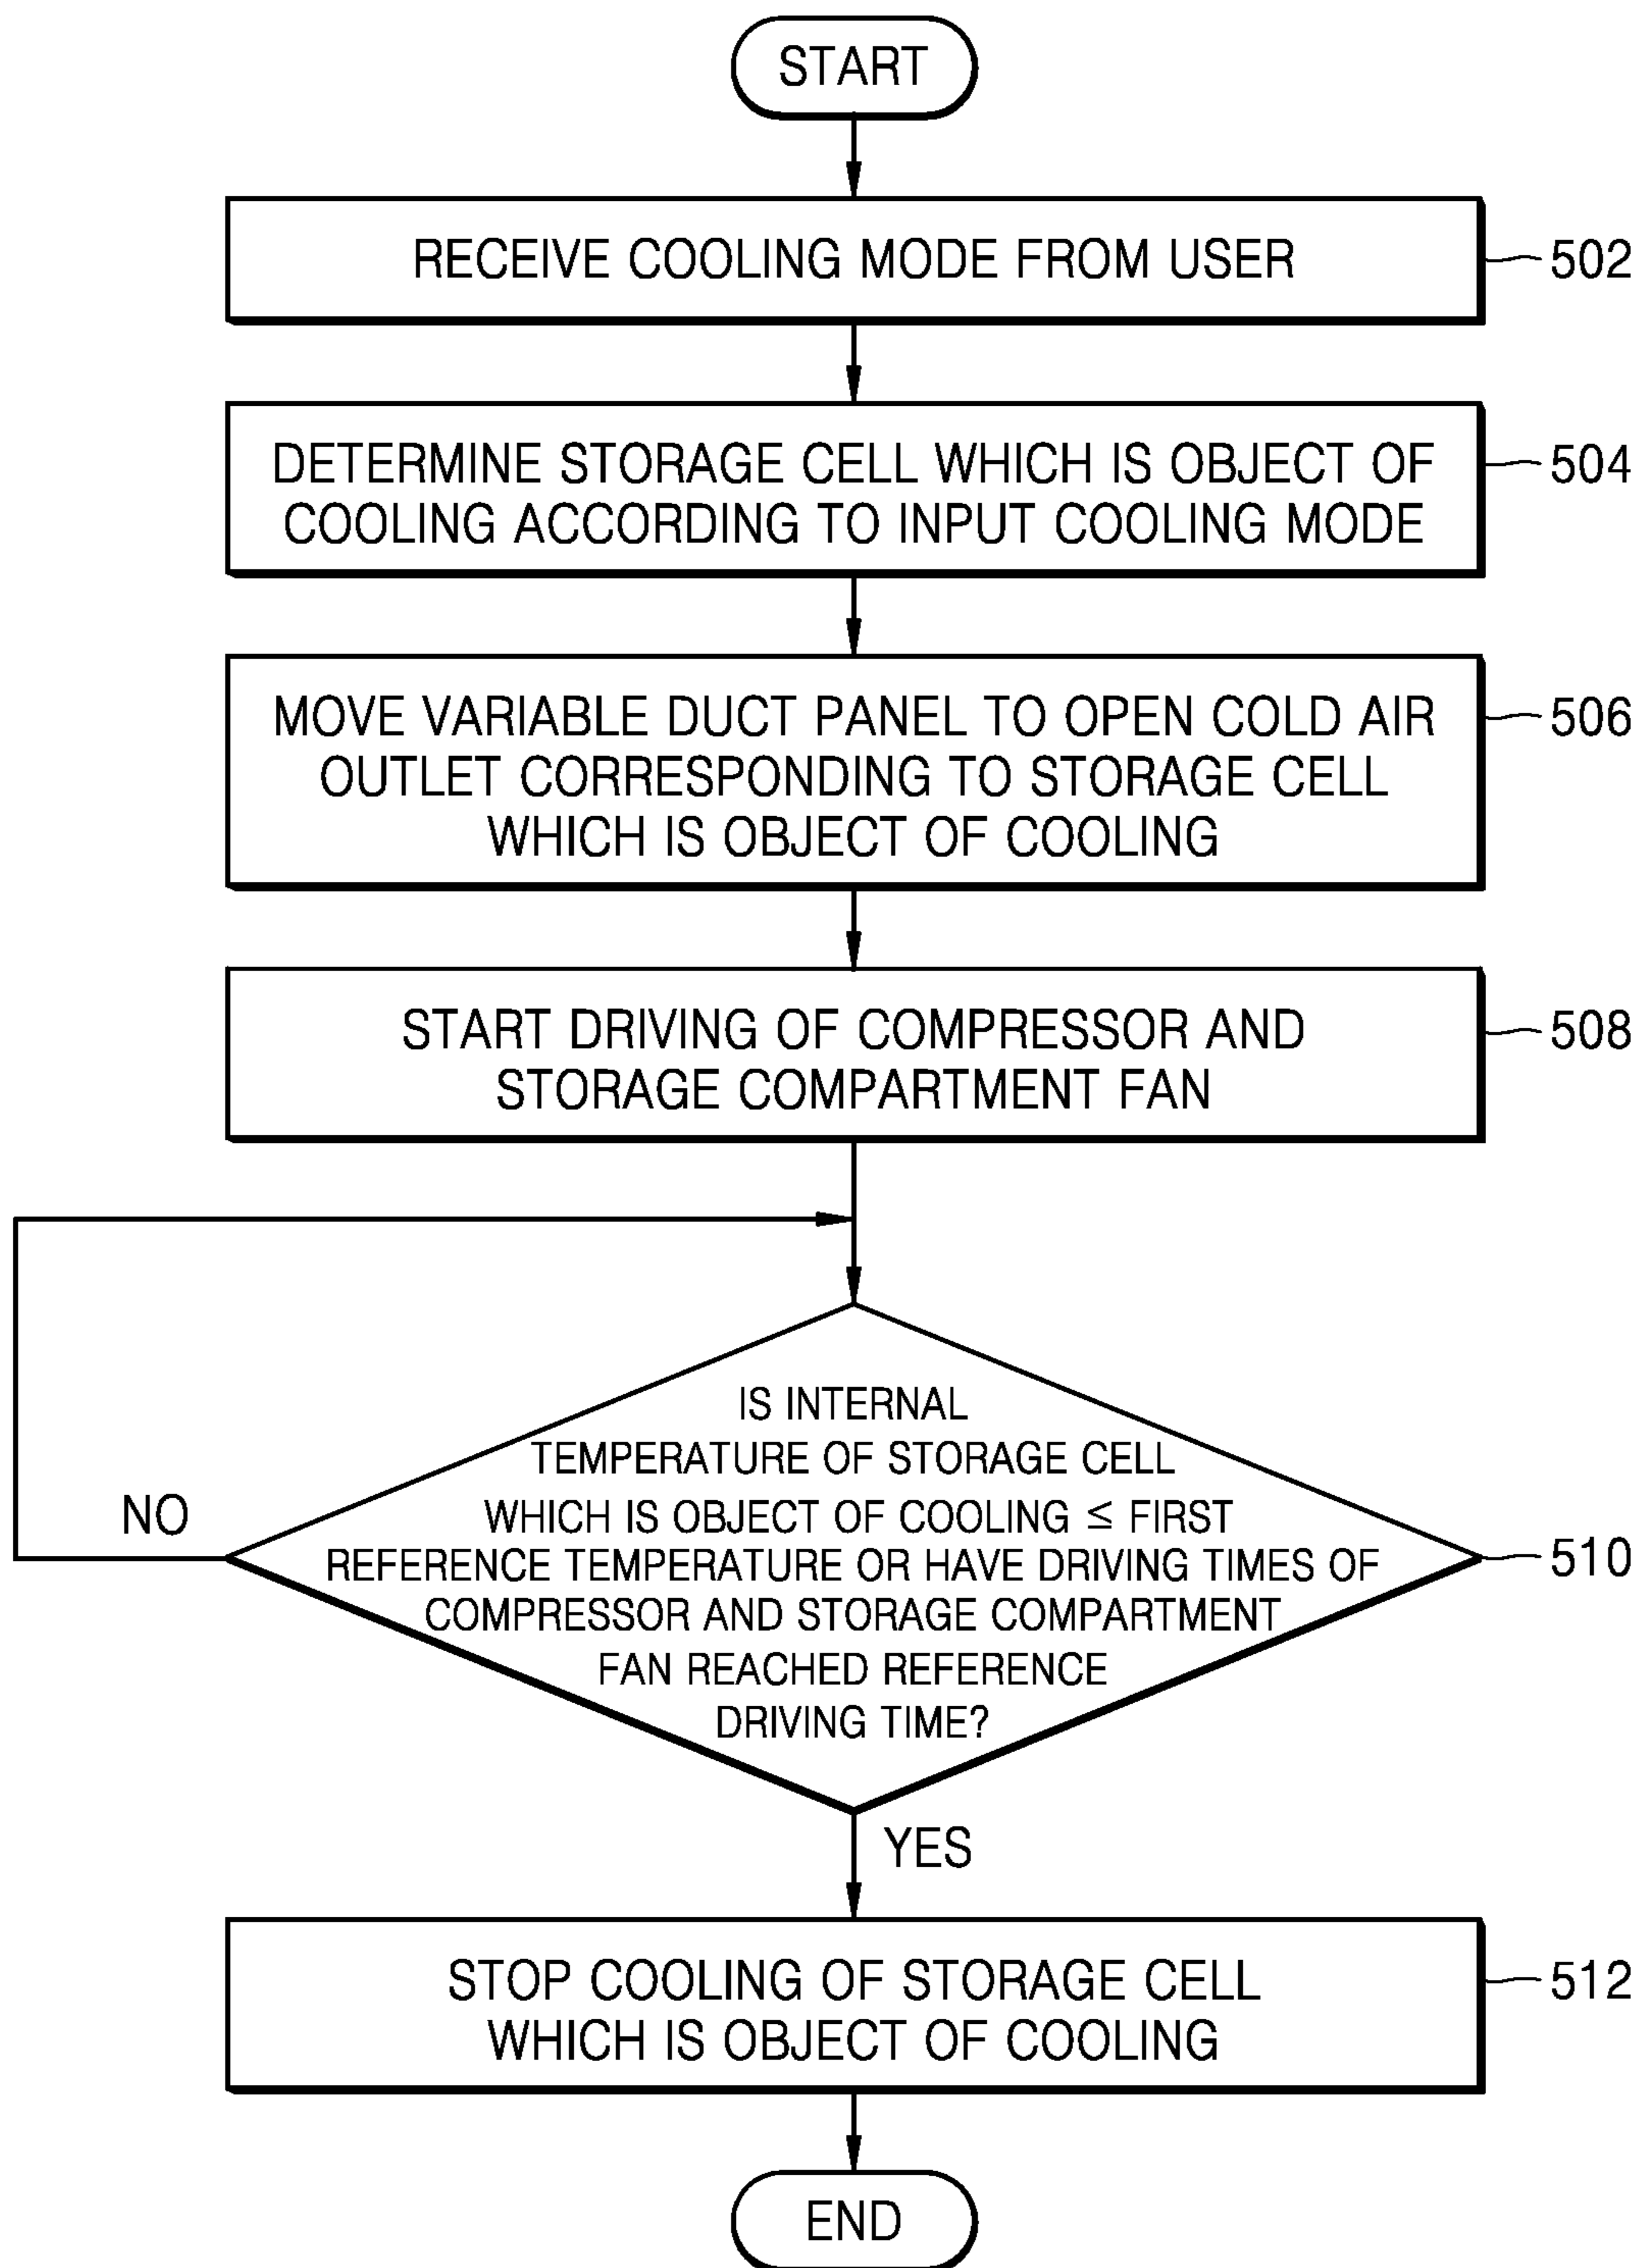 START
RECEIVE COOLING MODE FROM USER
502
DETERMINE STORAGE CELL WHICH IS OBJECT OF
COOLING ACCORDING TO INPUT COOLING MODE
504
MOVE VARIABLE DUCT PANEL TO OPEN COLD AIR
OUTLET CORRESPONDING TO STORAGE CELL
WHICH IS OBJECT OF COOLING
506
START DRIVING OF COMPRESSOR AND
STORAGE COMPARTMENT FAN
508
IS INTERNAL
TEMPERATURE OF STORAGE CELL
WHICH IS OBJECT OF COOLING ≤ FIRST
REFERENCE TEMPERATURE OR HAVE DRIVING TIMES OF
COMPRESSOR AND STORAGE COMPARTMENT
FAN REACHED REFERENCE
DRIVING TIME?
510
NO
YES
STOP COOLING OF STORAGE CELL
WHICH IS OBJECT OF COOLING
512
END